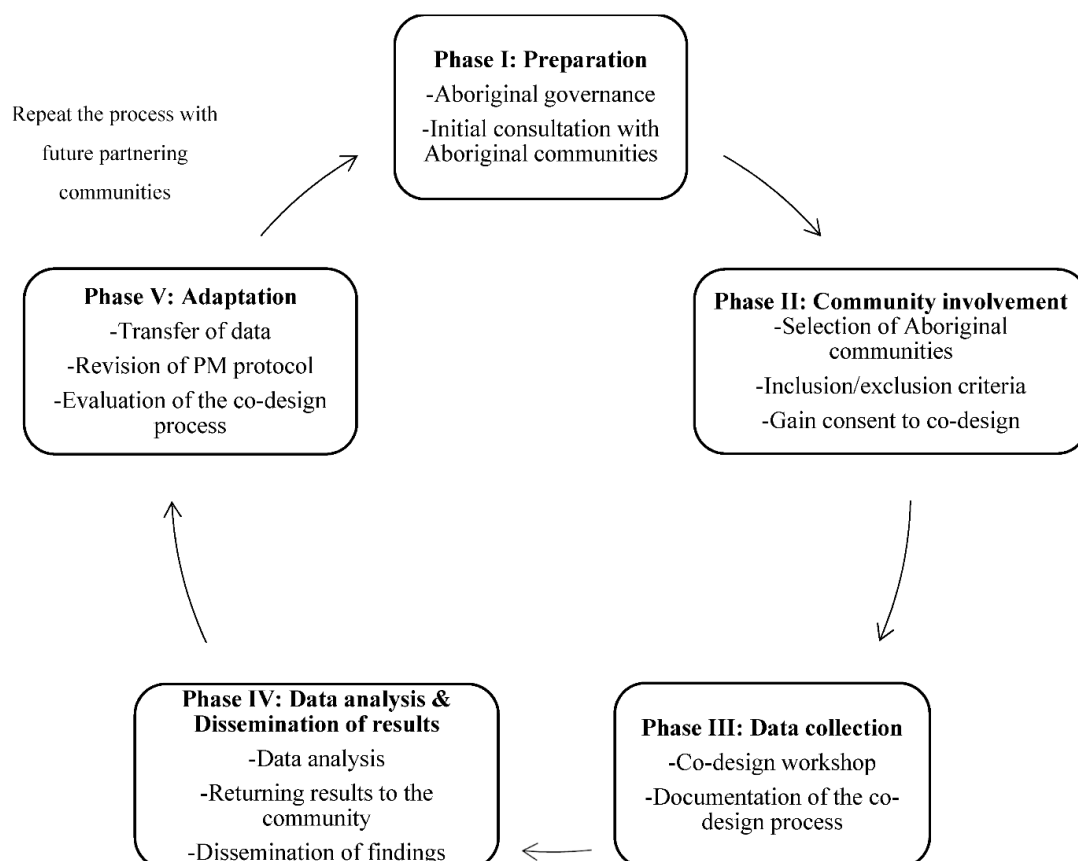 Phase I: Preparation
-Aboriginal governance
-Initial consultation with
Aboriginal communities
Repeat the process with
future partnering
communities
Phase II: Community involvement
-Selection of Aboriginal
communities
-Inclusion/exclusion criteria
-Gain consent to co-design
Phase III: Data collection
-Co-design workshop
-Documentation of the co-
design process
Phase IV: Data analysis &
Dissemination of results
-Data analysis
-Returning results to the
community
-Dissemination of findings
Phase V: Adaptation
-Transfer of data
-Revision of PM protocol
-Evaluation of the co-design
process